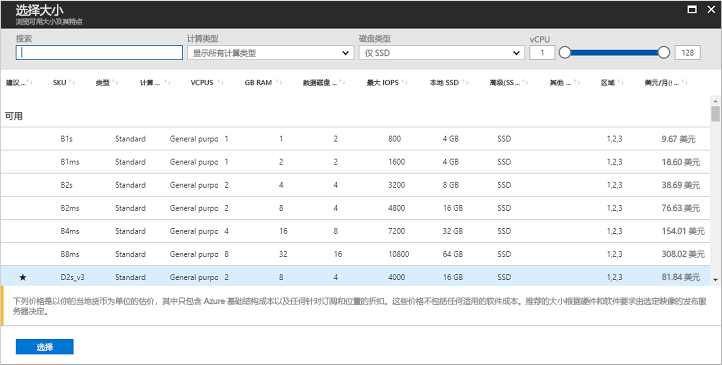 选择大小
浏览可用大小及其特点
搜索 计算类型 磁盘类型 vCPU
显示所有计算类型 仅 SSD 1 128
建议 ... SKU 类型 计算 ... VCPUS GB RAM 数据磁盘 ... 最大 IOPS 本地 SSD 高级(SS ... 其他 ... 区域 美元/月(( ...
可用
B1s Standard General purpo 1 1 2 800 4 GB SSD 1,2,3 9.67 美元
B1ms Standard General purpo 1 2 2 1600 4 GB SSD 1,2,3 18.60 美元
B2s Standard General purpo 2 4 4 3200 8 GB SSD 1,2,3 38.69 美元
B2ms Standard General purpo 2 8 4 4800 16 GB SSD 1,2,3 76.63 美元
B4ms Standard General purpo 4 16 8 7200 32 GB SSD 1,2,3 154.01 美元
B8ms Standard General purpo 8 32 16 10800 64 GB SSD 1,2,3 308.02 美元
★ D2s_v3 Standard General purpo 2 8 4 4000 16 GB SSD 1,2,3 81.84 美元
下列价格是以你的当地货币为单位的估价，其中只包含 Azure 基础结构成本以及任何针对订阅和位置的折扣。这些价格不包括任何适用的软件成本。推荐的大小根据硬件和软件要求由选定映像的发布
服务器决定。
选择